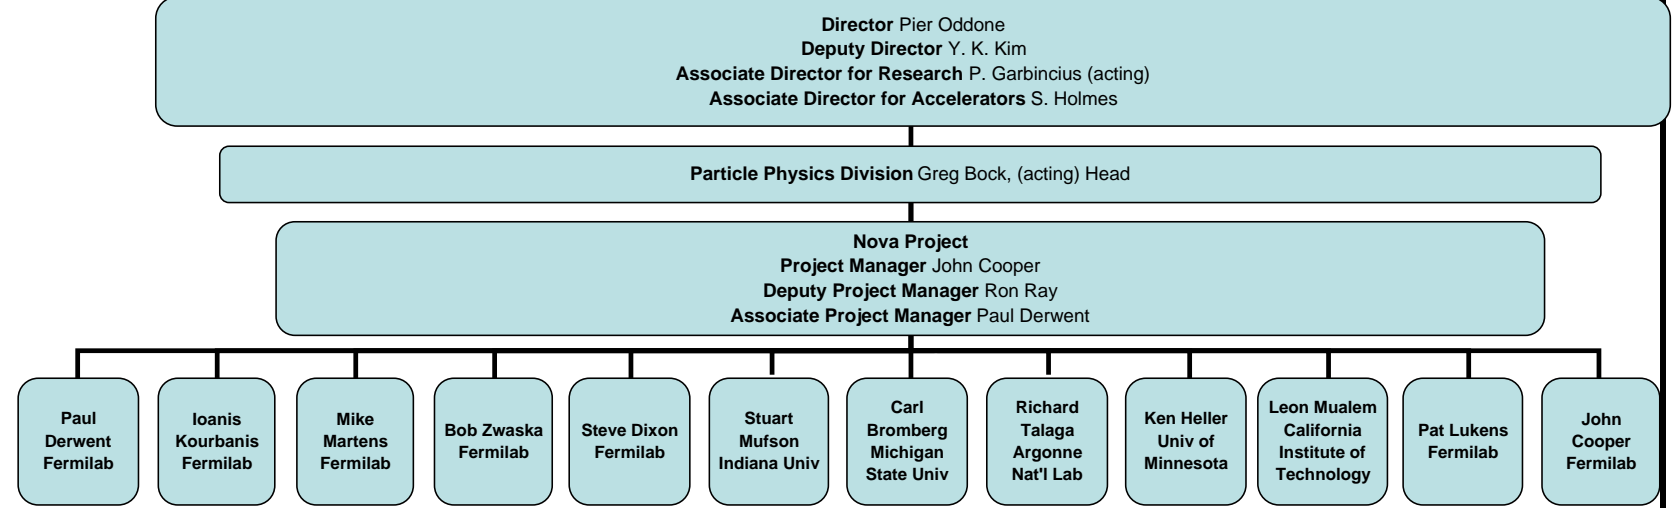 Director Pier Oddone
Deputy Director Y. K. Kim
Associate Director for Research P. Garbincius (acting)
Associate Director for Accelerators S. Holmes
Particle Physics Division Greg Bock, (acting) Head
Nova Project
Project Manager John Cooper
Deputy Project Manager Ron Ray
Associate Project Manager Paul Derwent
Paul
Derwent
Fermilab
Ioanis
Kourbanis
Fermilab
Mike
Martens
Fermilab
Bob Zwaska
Fermilab
Steve Dixon
Fermilab
Stuart
Mufson
Indiana Univ
Carl
Bromberg
Michigan
State Univ
Richard
Talaga
Argonne
Nat'l Lab
Ken Heller
Univ of
Minnesota
Leon Mualem
California
Institute of
Technology
Pat Lukens
Fermilab
John
Cooper
Fermilab